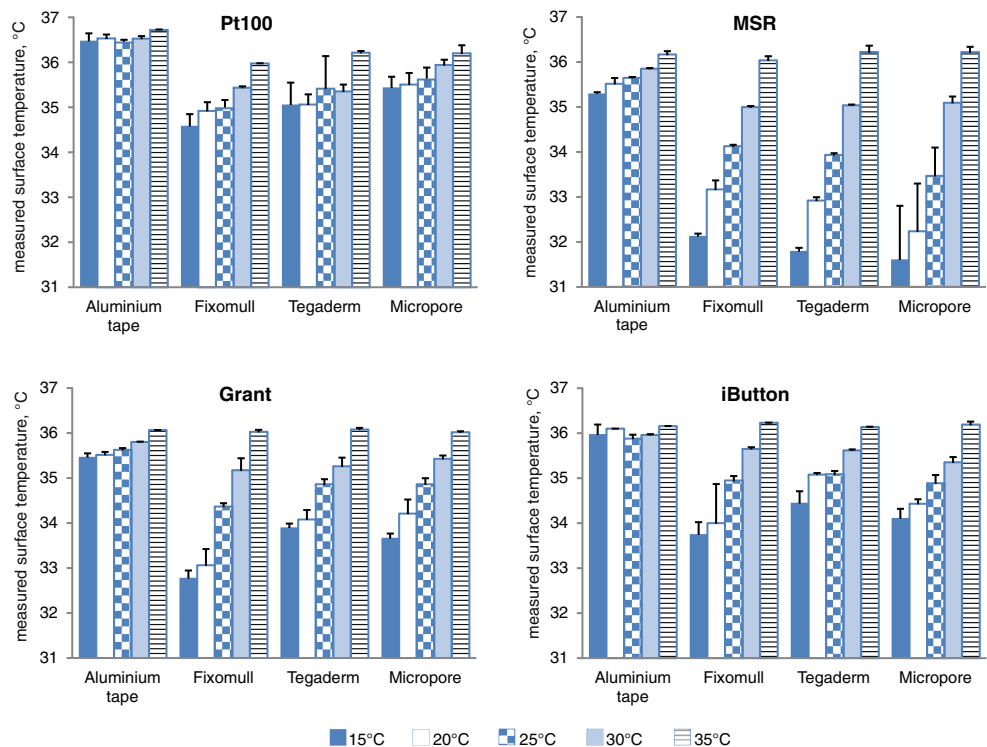 Pt100
measured surface temperature, °C
37
36
35
34
33
32
31
Aluminium tape
Fixomull
Tegaderm
Micropore
MSR
measured surface temperature, °C
37
36
35
34
33
32
31
Aluminium tape
Fixomull
Tegaderm
Micropore
Grant
measured surface temperature, °C
37
36
35
34
33
32
31
Aluminium tape
Fixomull
Tegaderm
Micropore
iButton
measured surface temperature, °C
37
36
35
34
33
32
31
Aluminium tape
Fixomull
Tegaderm
Micropore
15°C 20°C 25°C 30°C 35°C